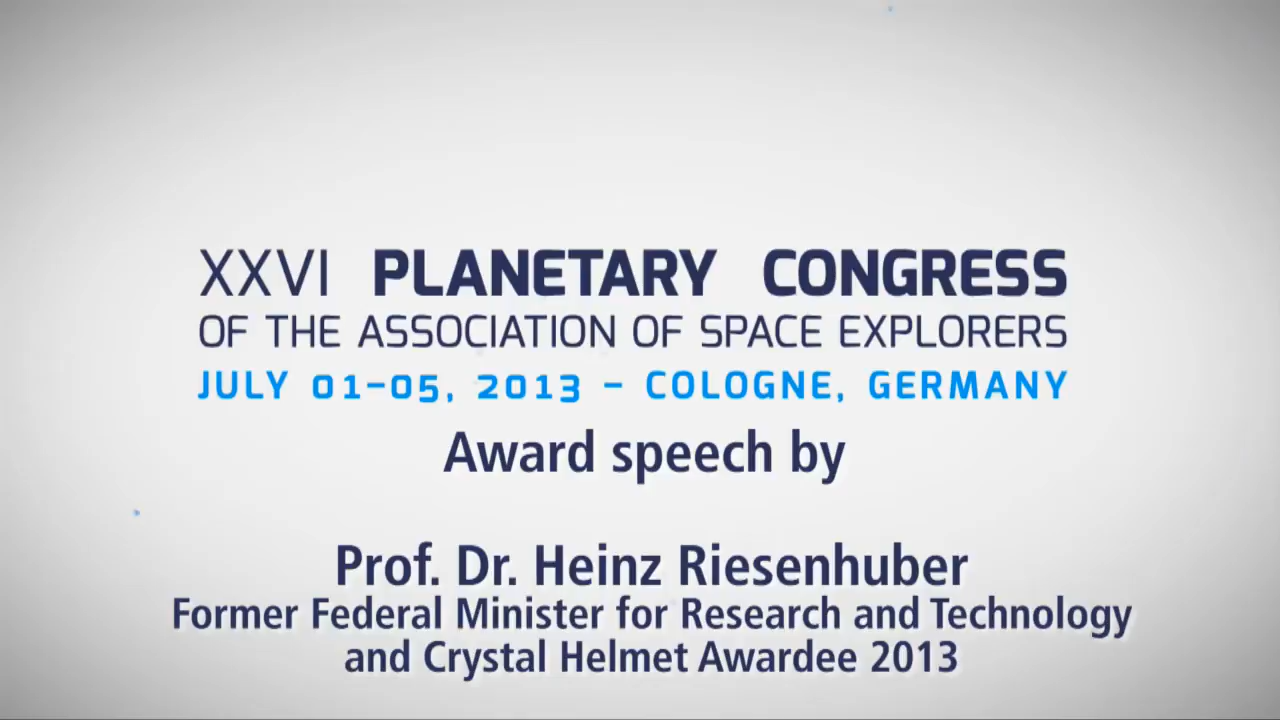 XXVI PLANETARY CONGRESS
OF THE ASSOCIATION OF SPACE EXPLORERS
JULY 01–05, 2013 – COLOGNE, GERMANY
Award speech by
Prof. Dr. Heinz Riesenhuber
Former Federal Minister for Research and Technology
and Crystal Helmet Awardee 2013